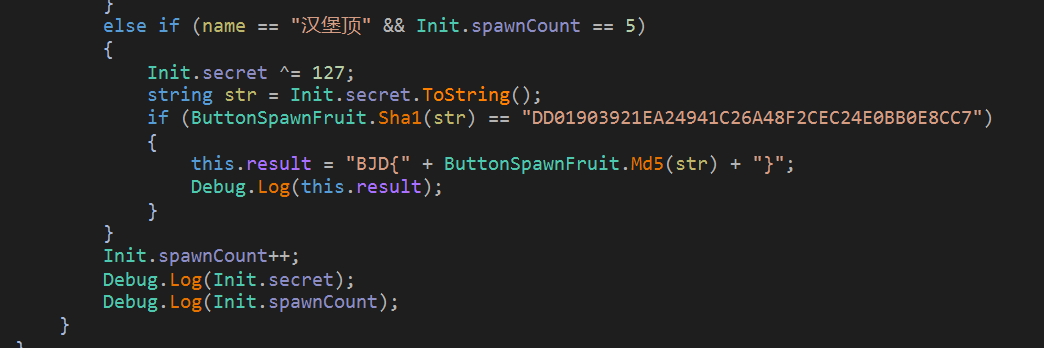 }
else if (name == "汉堡顶" && Init.spawnCount == 5)
{
Init.secret ^= 127;
string str = Init.secret.ToString();
if (ButtonSpawnFruit.Sha1(str) == "DD01903921EA24941C26A48F2CEC24E0BB0E8CC7")
{
this.result = "BJD{" + ButtonSpawnFruit.Md5(str) + "}";
Debug.Log(this.result);
}
}
Init.spawnCount++;
Debug.Log(Init.secret);
Debug.Log(Init.spawnCount);
}
}